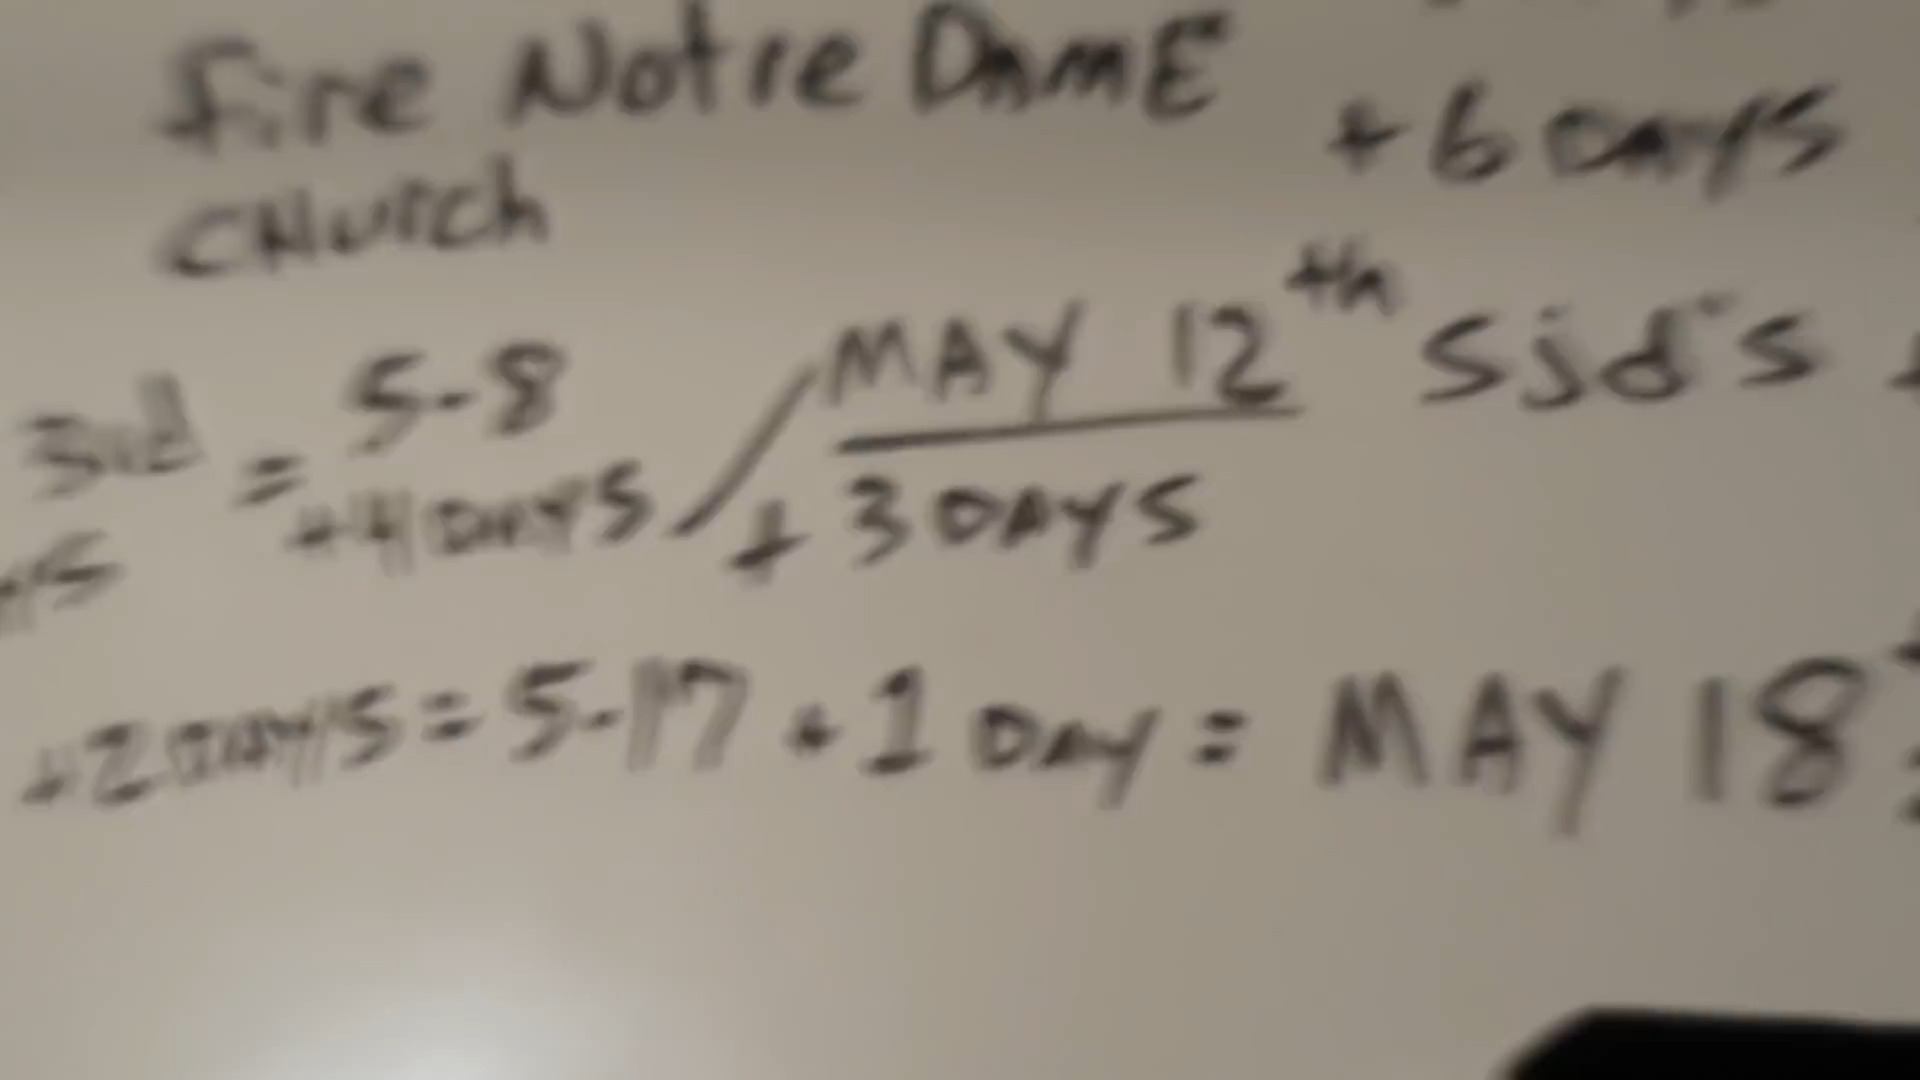 fire Notre DAmE
CHurch
+ 6 DAYS
= 5-8
+4 DAYS / MAY 12th
+ 3 DAYS
+2 DAYS = 5-17 + 1 DAY = MAY 18